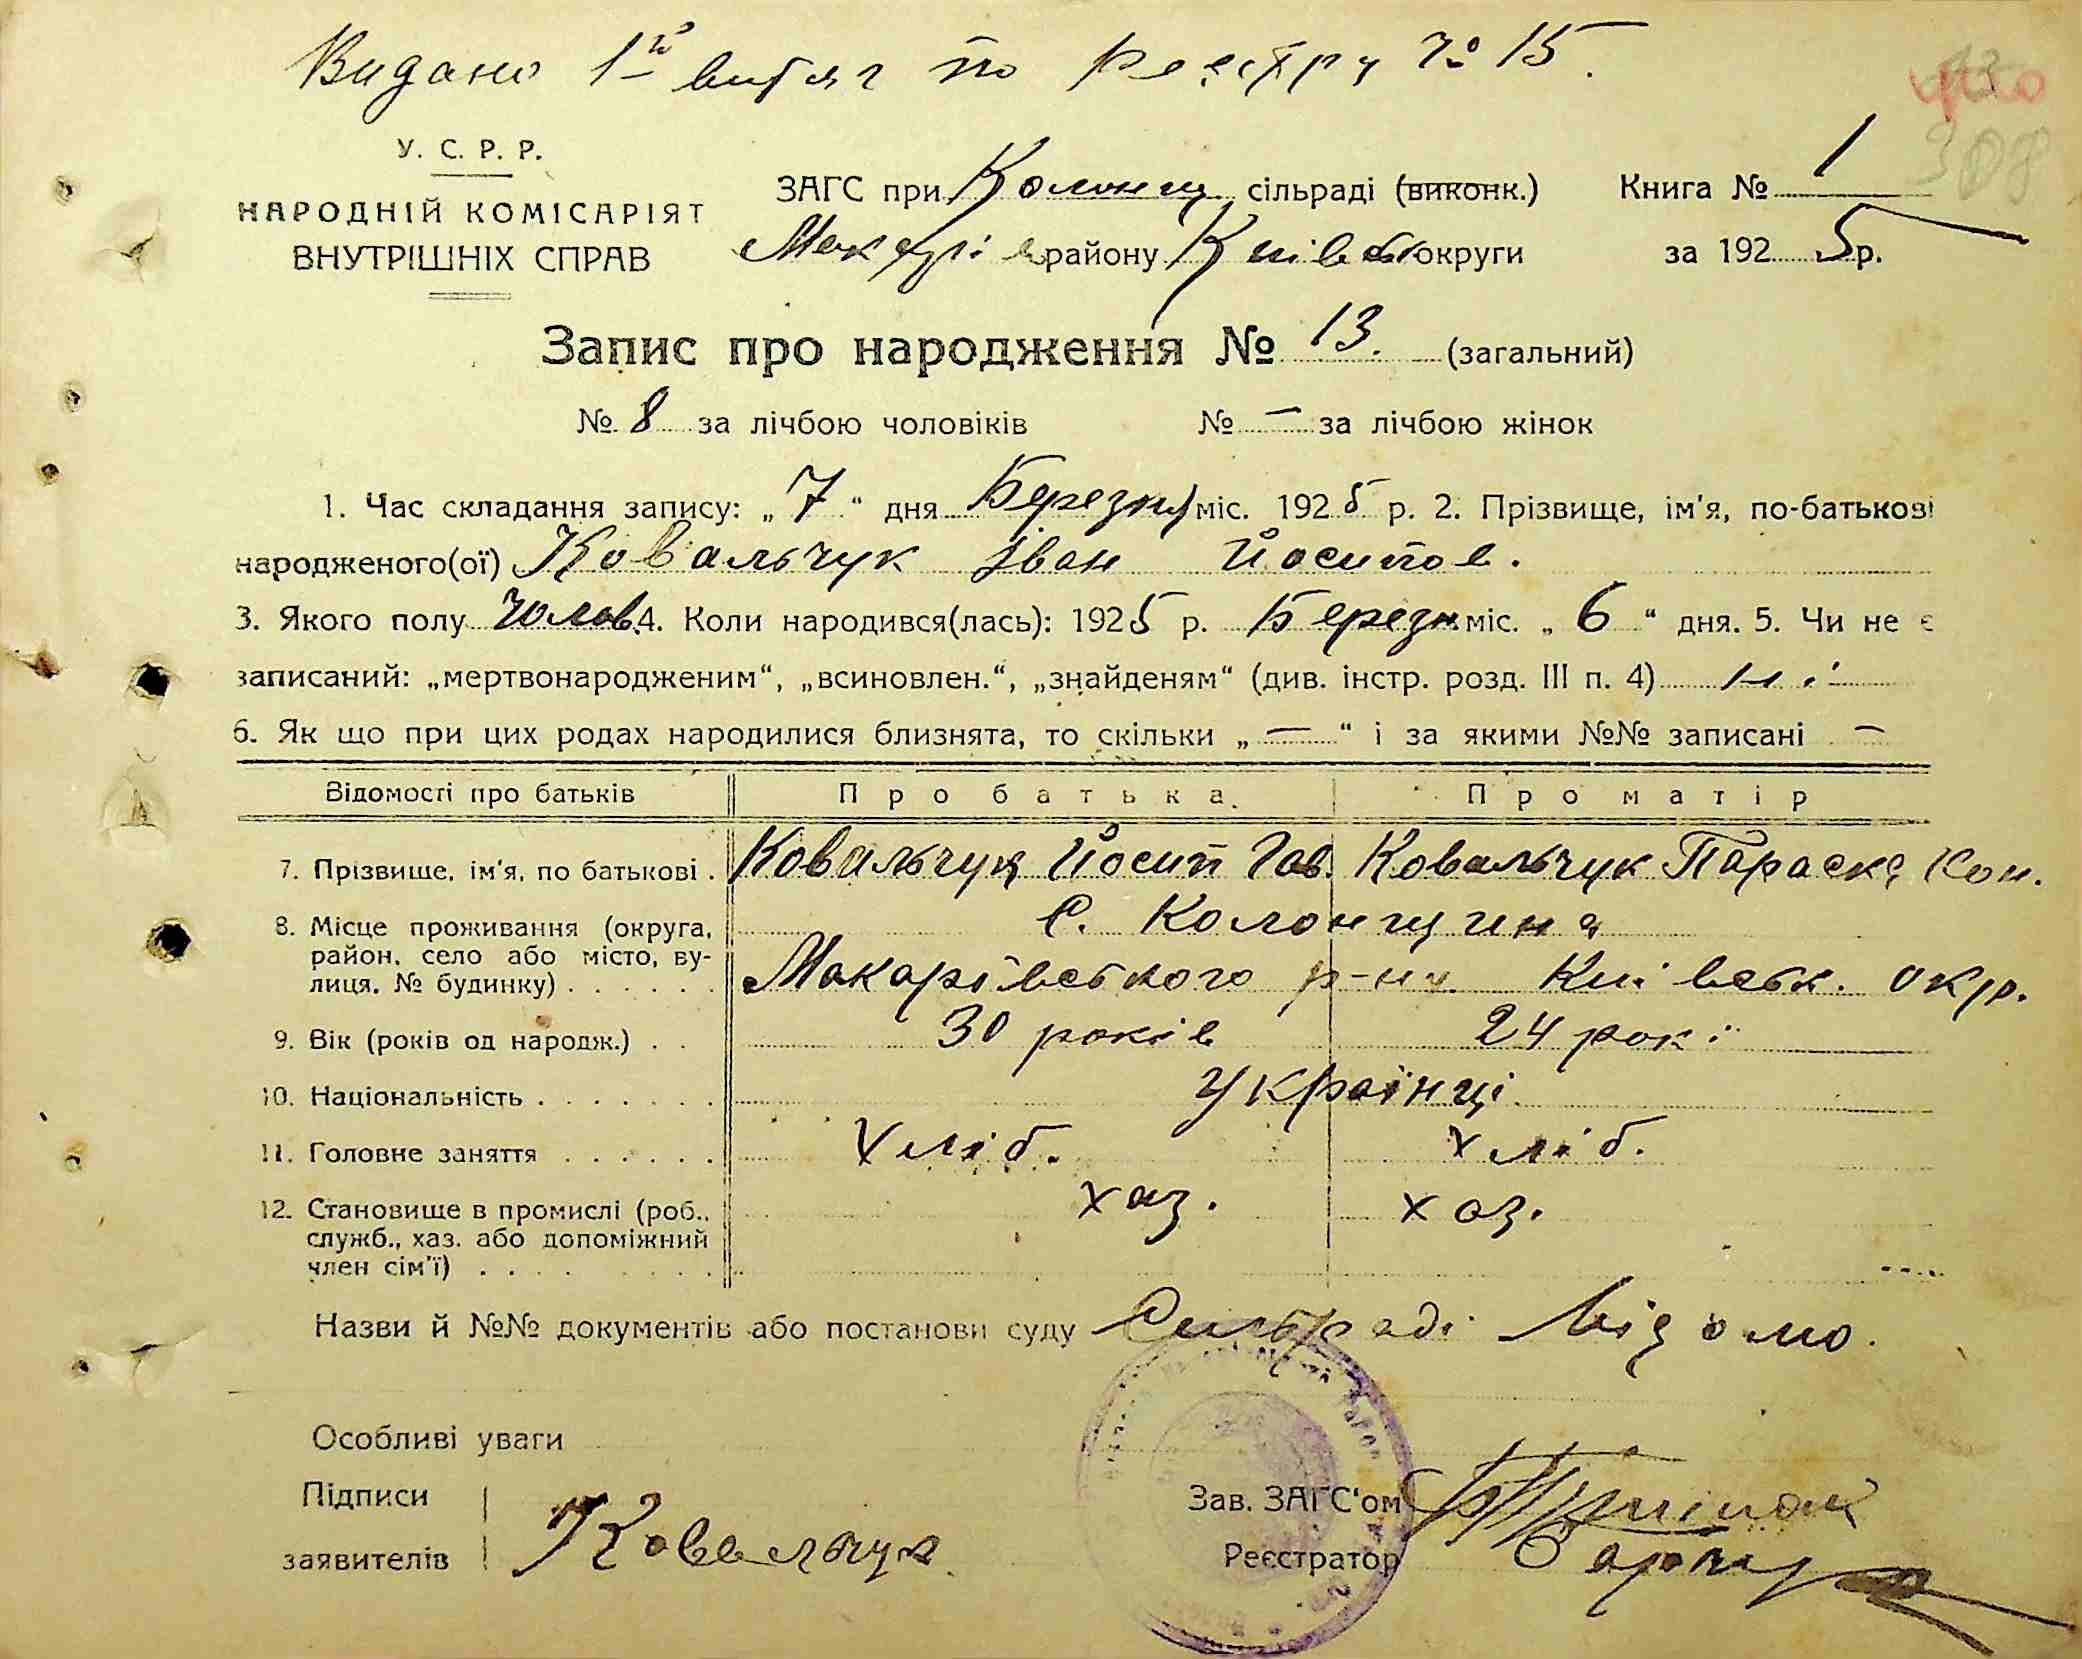 Видано 1й витяг по реєстру № 15.
У. С. Р. Р.
НАРОДНІЙ КОМІСАРІЯТ
ВНУТРІШНІХ СПРАВ
ЗАГС при Колонщ сільраді (виконк.) Книга № 1
Макарів району Київськ округи за 1925 р.
308
Запис про народження № 13. (загальний)
№ 8 за лічбою чоловіків № — за лічбою жінок
1. Час складання запису: „7“ дня Березня міс. 1925 р. 2. Прізвище, ім'я, по-батькові
народженого(ої) Ковальчук Іван Йосипов.
3. Якого полу Чолов. 4. Коли народився(лась): 1925 р. Березн. міс. „6“ дня. 5. Чи не є
записаний: „мертвонародженим“, „всиновлен.“, „знайденям“ (див. інстр. розд. III п. 4) ні
6. Як що при цих родах народилися близнята, то скільки „—“ і за якими №№ записані —
Відомості про батьків Про батька. Про матір
7. Прізвище, ім'я, по батькові . Ковальчук Йосип Гав. Ковальчук Параска Кон.
8. Місце проживання (округа, с. Колонщина
район, село або місто, ву-
лиця, № будинку) . . . . . . Макарівського р-ну Київськ. окр.
9. Вік (років од народж.) . . 30 років 24 рокі
10. Національність . . . . . . . Українці
11. Головне заняття . . . . . . Хліб. хліб.
12. Становище в промислі (роб., хаз. хаз.
служб., хаз. або допоміжний
член сім'ї) . . . . . . . . .
Назви й №№ документів або постанови суду Сильраді відомо.
Особливі уваги
Підписи Зав. ЗАГС'ом
заявителів Ковальчук Реєстратор